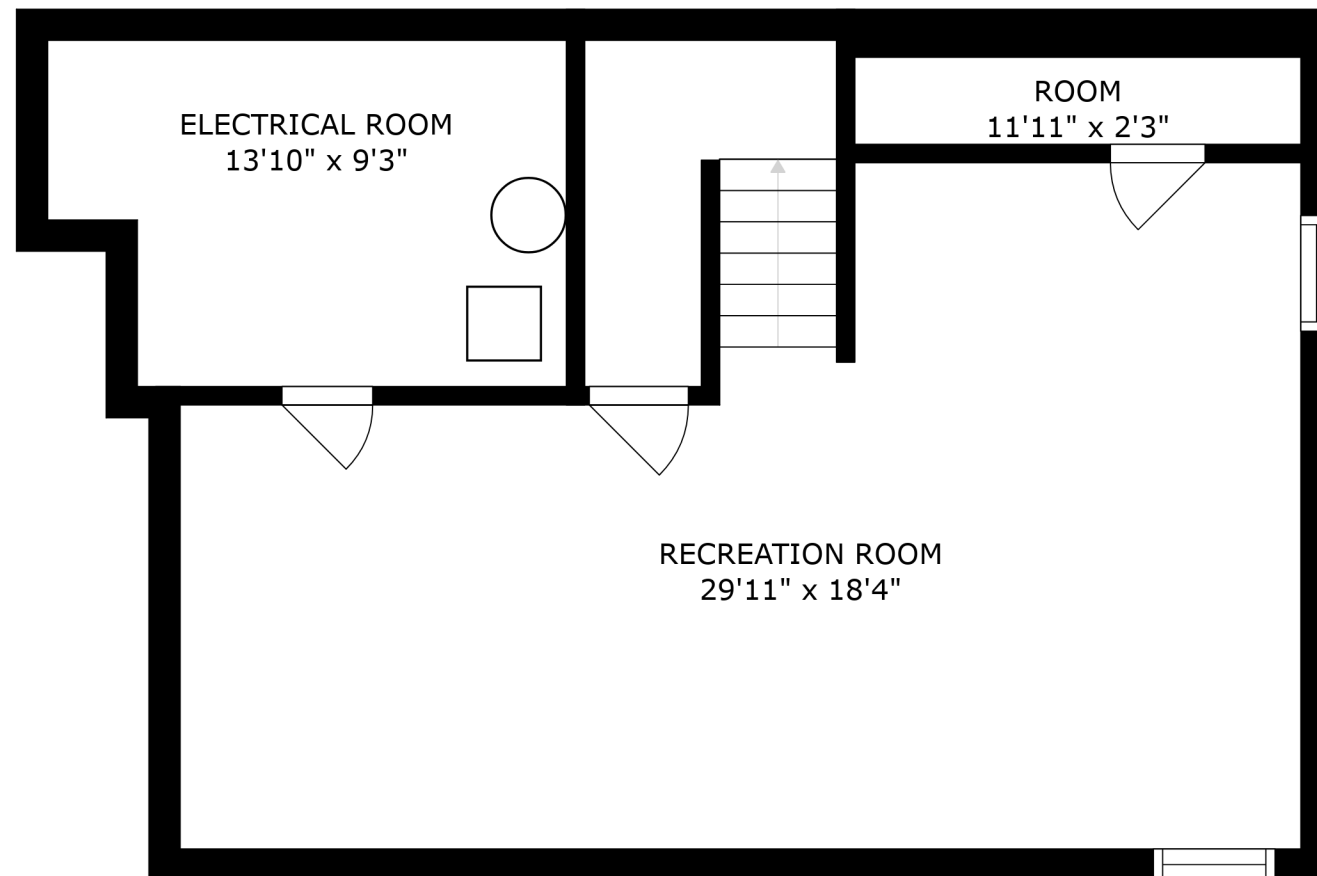 ELECTRICAL ROOM
13'10" x 9'3"
ROOM
11'11" x 2'3"
RECREATION ROOM
29'11" x 18'4"